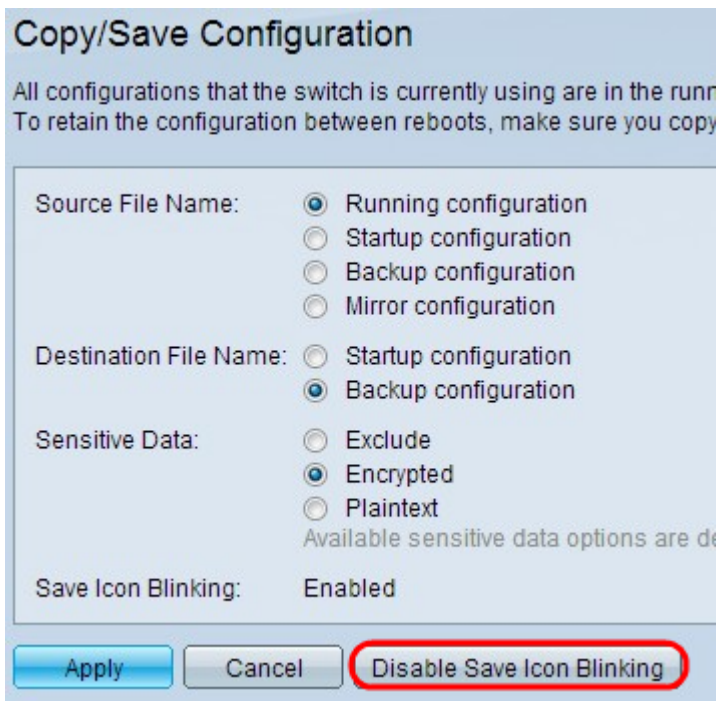 Copy/Save Configuration
All configurations that the switch is currently using are in the
To retain the configuration between reboots, make sure you copy
Source File Name: Running configuration
Startup configuration
Backup configuration
Mirror configuration
Destination File Name: Startup configuration
Backup configuration
Sensitive Data: Exclude
Encrypted
Plaintext
Available sensitive data options are
Save Icon Blinking: Enabled
Apply Cancel Disable Save Icon Blinking